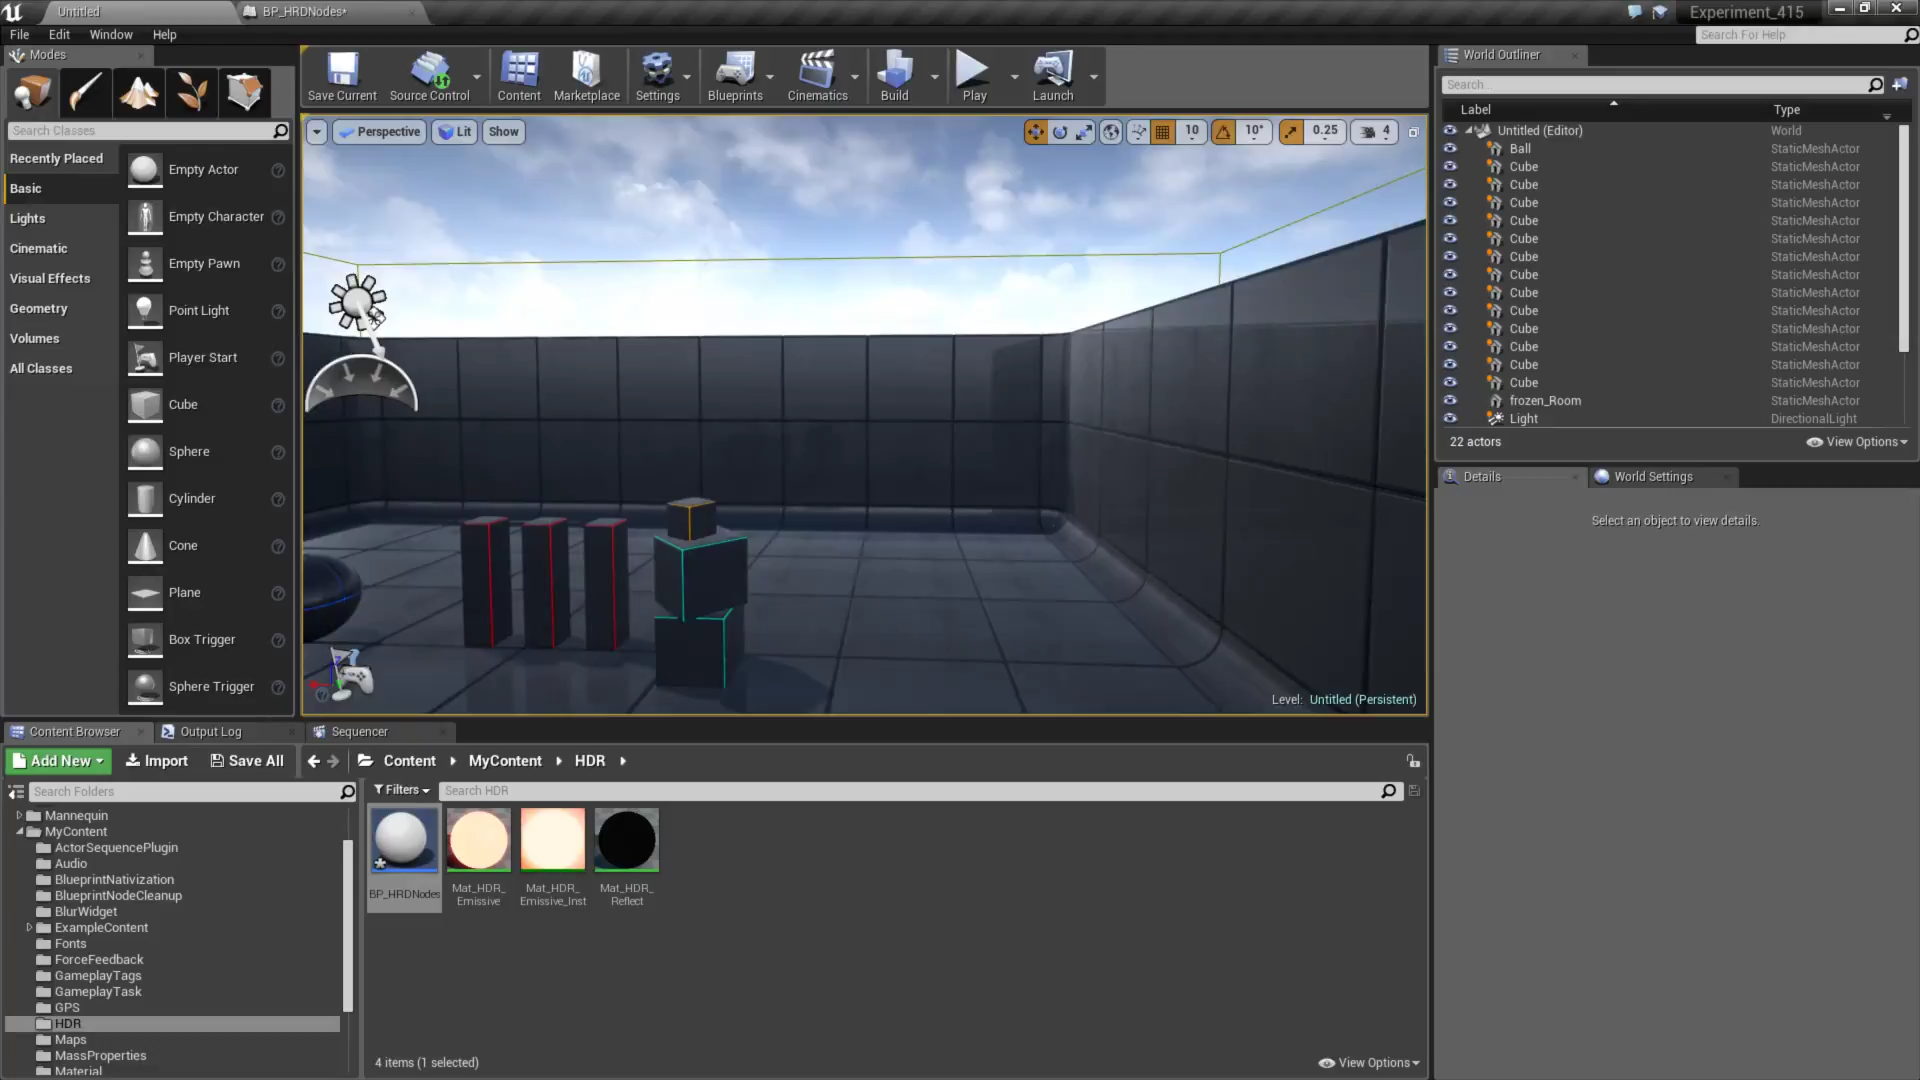 Untitled
BP_HRDNodes*
Experiment_415
File Edit Window Help
Search For Help
Modes
Search Classes
Recently Placed
Basic
Lights
Cinematic
Visual Effects
Geometry
Volumes
All Classes
Empty Actor
Empty Character
Empty Pawn
Point Light
Player Start
Cube
Sphere
Cylinder
Cone
Plane
Box Trigger
Sphere Trigger
Save Current
Source Control
Content
Marketplace
Settings
Blueprints
Cinematics
Build
Play
Launch
Perspective
Lit
Show
10
10°
0.25
4
Level: Untitled (Persistent)
World Outliner
Search...
Label Type
Untitled (Editor) World
Ball StaticMeshActor
Cube StaticMeshActor
Cube StaticMeshActor
Cube StaticMeshActor
Cube StaticMeshActor
Cube StaticMeshActor
Cube StaticMeshActor
Cube StaticMeshActor
Cube StaticMeshActor
Cube StaticMeshActor
Cube StaticMeshActor
Cube StaticMeshActor
Cube StaticMeshActor
Cube StaticMeshActor
frozen_Room StaticMeshActor
Light DirectionalLight
22 actors
View Options
Details
World Settings
Select an object to view details.
Content Browser
Output Log
Sequencer
Add New
Import
Save All
Content MyContent HDR
Search Folders
Filters
Search HDR
Mannequin
MyContent
ActorSequencePlugin
Audio
BlueprintNativization
BlueprintNodeCleanup
BlurWidget
ExampleContent
Fonts
ForceFeedback
GameplayTags
GameplayTask
GPS
HDR
Maps
MassProperties
Material
BP_HRDNodes
Mat_HDR_
Emissive
Mat_HDR_
Emissive_Inst
Mat_HDR_
Reflect
4 items (1 selected)
View Options